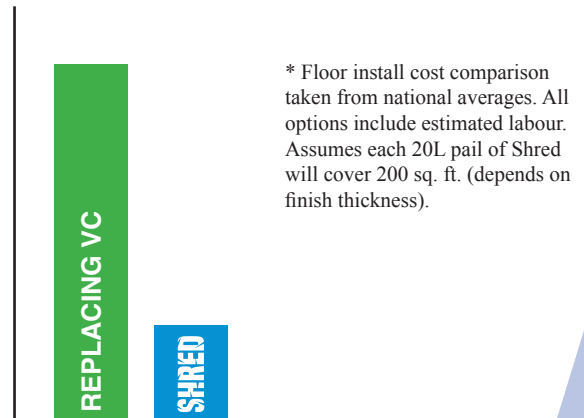 * Floor install cost comparison
taken from national averages. All
options include estimated labour.
Assumes each 20L pail of Shred
will cover 200 sq. ft. (depends on
finish thickness).
REPLACING VC
SHRED